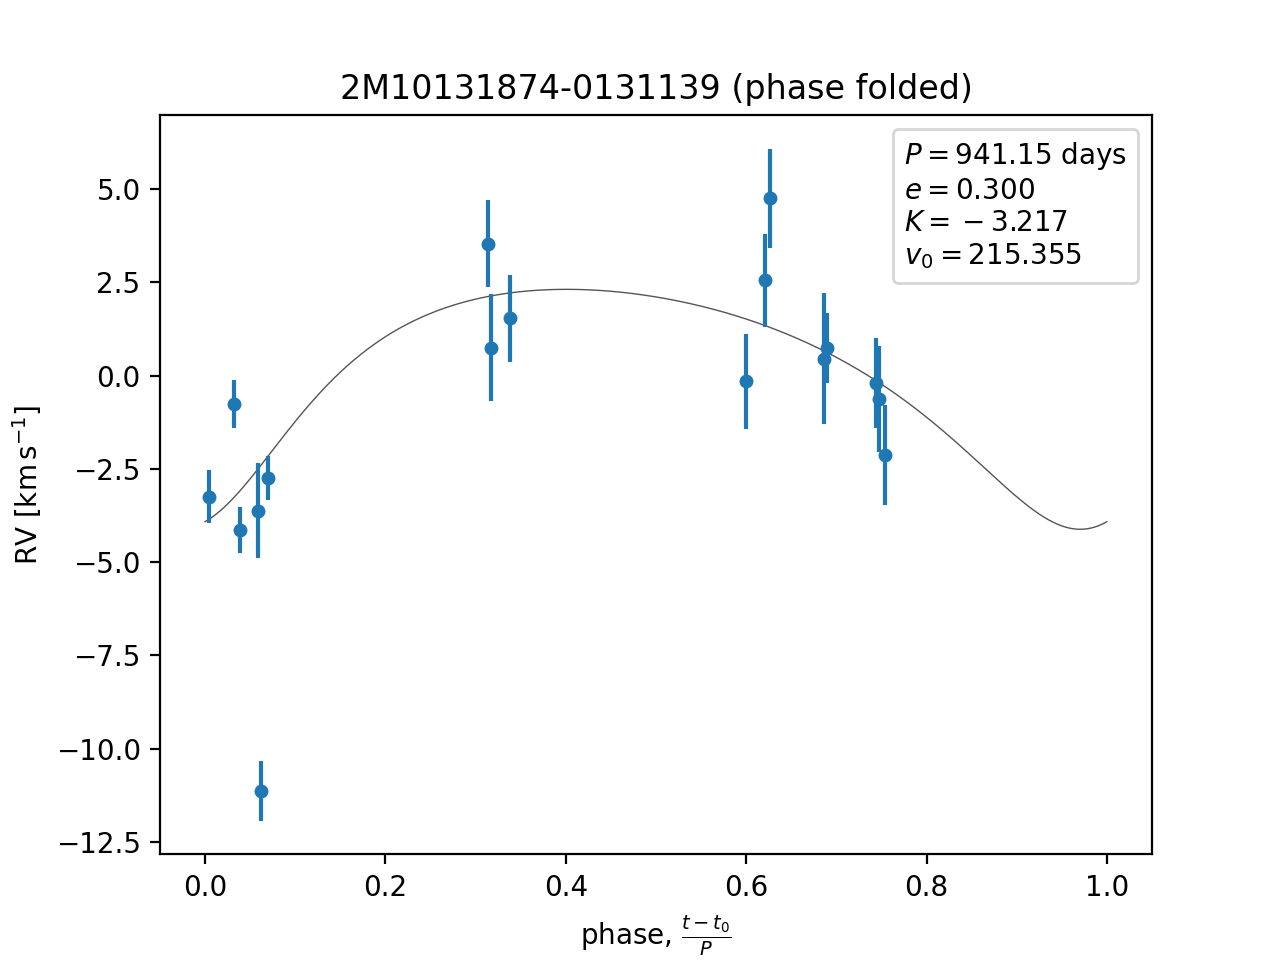 2M10131874-0131139 (phase folded)
P = 941.15 days
e = 0.300
K = −3.217
v₀ = 215.355
RV [km s⁻¹]
5.0
2.5
0.0
−2.5
−5.0
−7.5
−10.0
−12.5
0.0 0.2 0.4 0.6 0.8 1.0
phase, (t − t₀)/P